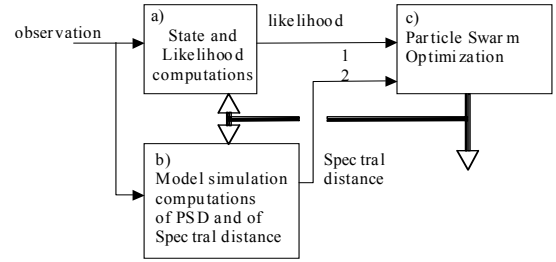 observation
a)
State and
Likelihood
computations
likelihood
1
2
c)
Particle Swarm
Optimization
b)
Model simulation
computations
of PSD and of
Spectral distance
Spectral
distance